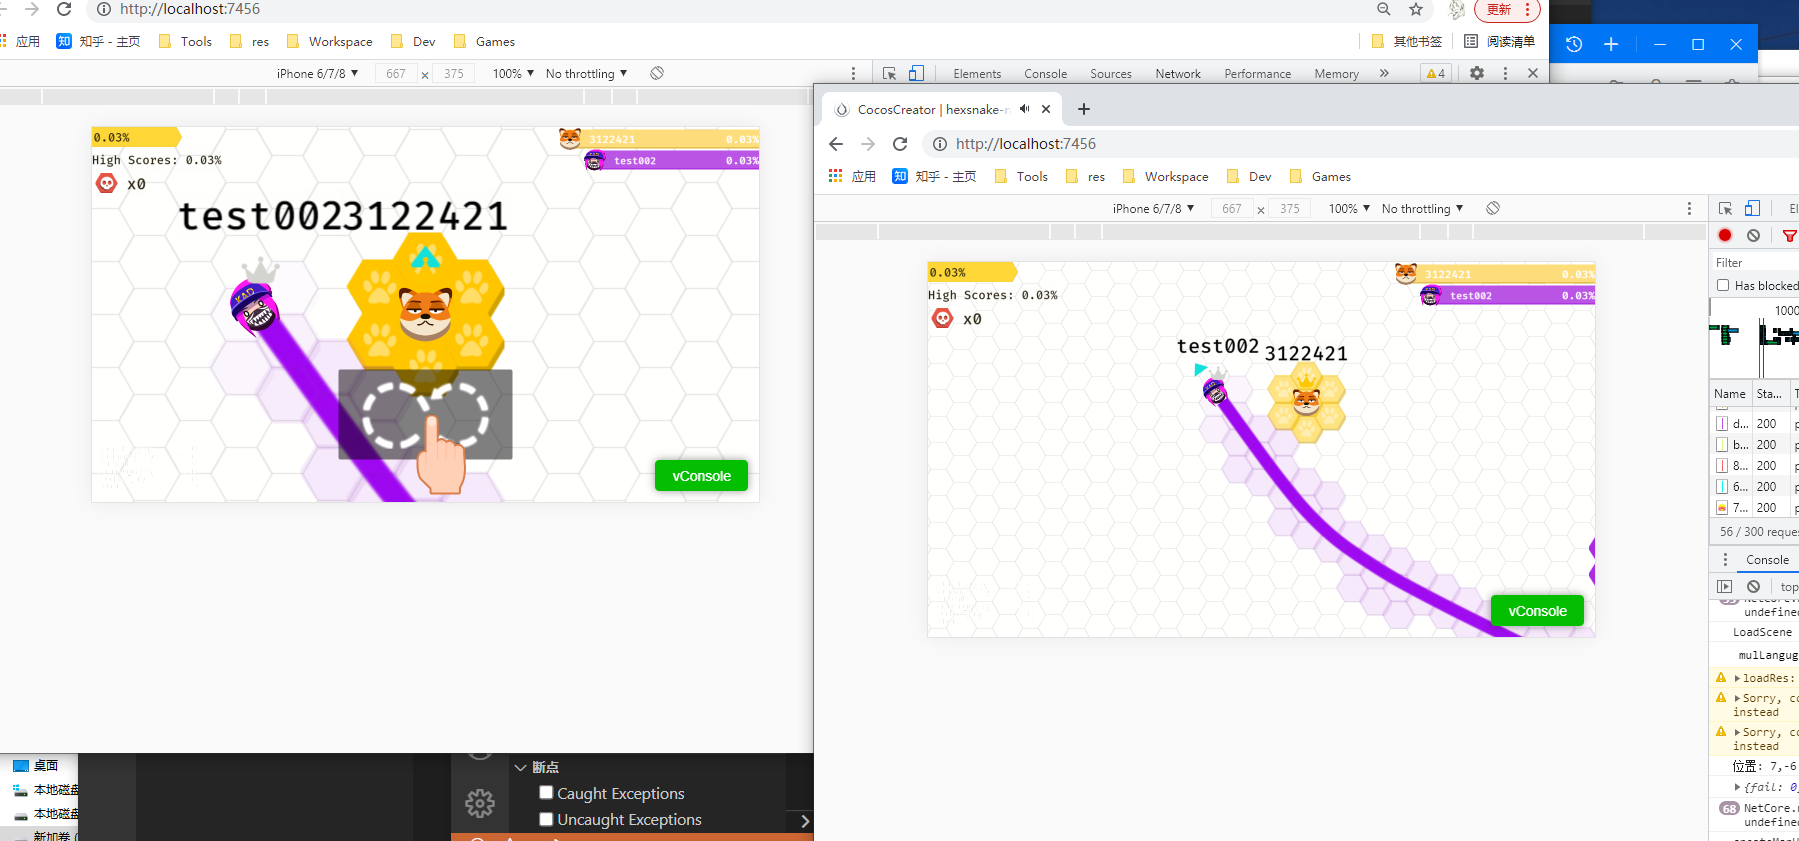 http://localhost:7456
更新
应用
知 知乎 - 主页
Tools
res
Workspace
Dev
Games
其他书签
阅读清单
iPhone 6/7/8 ▼ 667 × 375 100% ▼ No throttling ▼
Elements
Console
Sources
Network
Performance
Memory
»
4
0.03%
High Scores: 0.03%
x0
3122421 0.03%
test002 0.03%
test002
3122421
KAD
vConsole
CocosCreator | hexsnake-
http://localhost:7456
应用
知 知乎 - 主页
Tools
res
Workspace
Dev
Games
iPhone 6/7/8 ▼ 667 × 375 100% ▼ No throttling ▼
0.03%
High Scores: 0.03%
x0
3122421 0.03%
test002 0.03%
test002
3122421
vConsole
Filter
Has blocked
1000
Name Sta...
d... 200
b... 200
8... 200
6... 200
7... 200
56 / 300 reque
Console
top
undefined
LoadScene
mulLangug
loadRes:
Sorry, c
instead
Sorry, c
instead
位置: 7,-6
{fail: 0
68 NetCore.
undefined
桌面
本地磁盘
本地磁盘
新加卷 (
断点
Caught Exceptions
Uncaught Exceptions